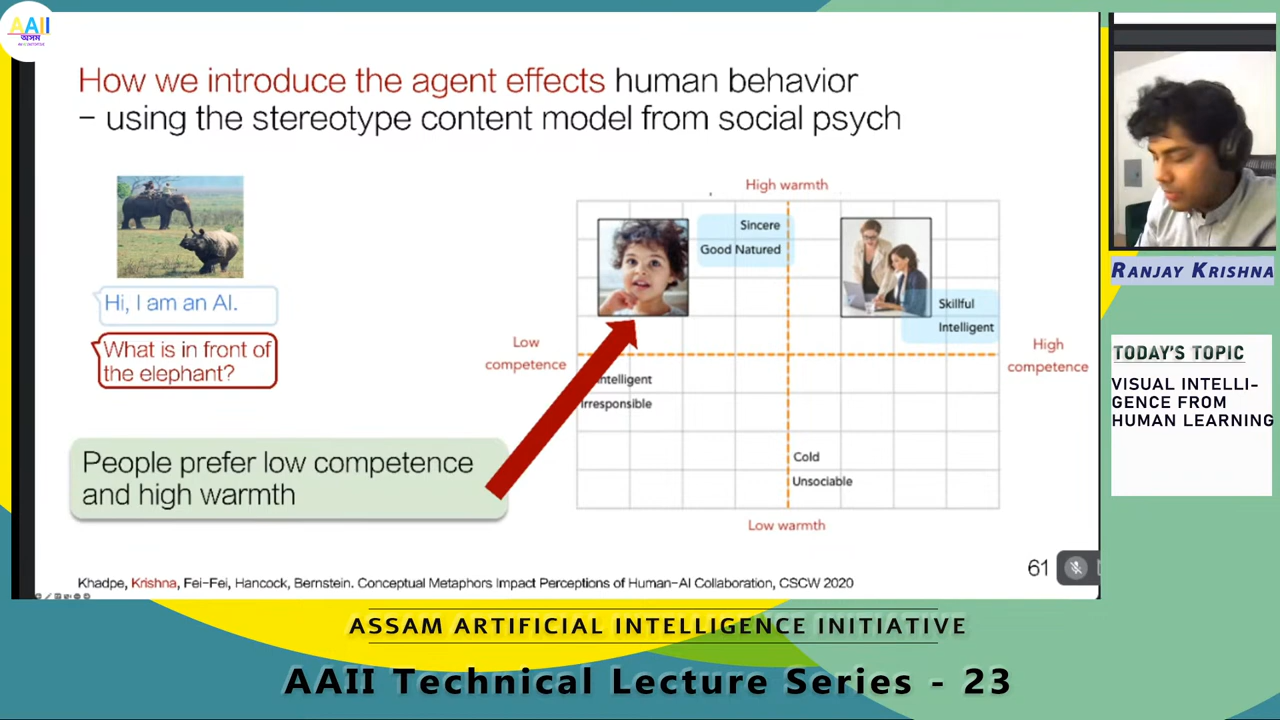 AAII
অসম
How we introduce the agent effects human behavior
– using the stereotype content model from social psych
Hi, I am an AI.
What is in front of
the elephant?
People prefer low competence
and high warmth
High warmth
Sincere
Good Natured
Skillful
Intelligent
Low
competence
High
competence
ntelligent
Irresponsible
Cold
Unsociable
Low warmth
Khadpe, Krishna, Fei-Fei, Hancock, Bernstein. Conceptual Metaphors Impact Perceptions of Human-AI Collaboration, CSCW 2020
61
RANJAY KRISHNA
TODAY'S TOPIC
VISUAL INTELLI-
GENCE FROM
HUMAN LEARNING
ASSAM ARTIFICIAL INTELLIGENCE INITIATIVE
AAII Technical Lecture Series - 23